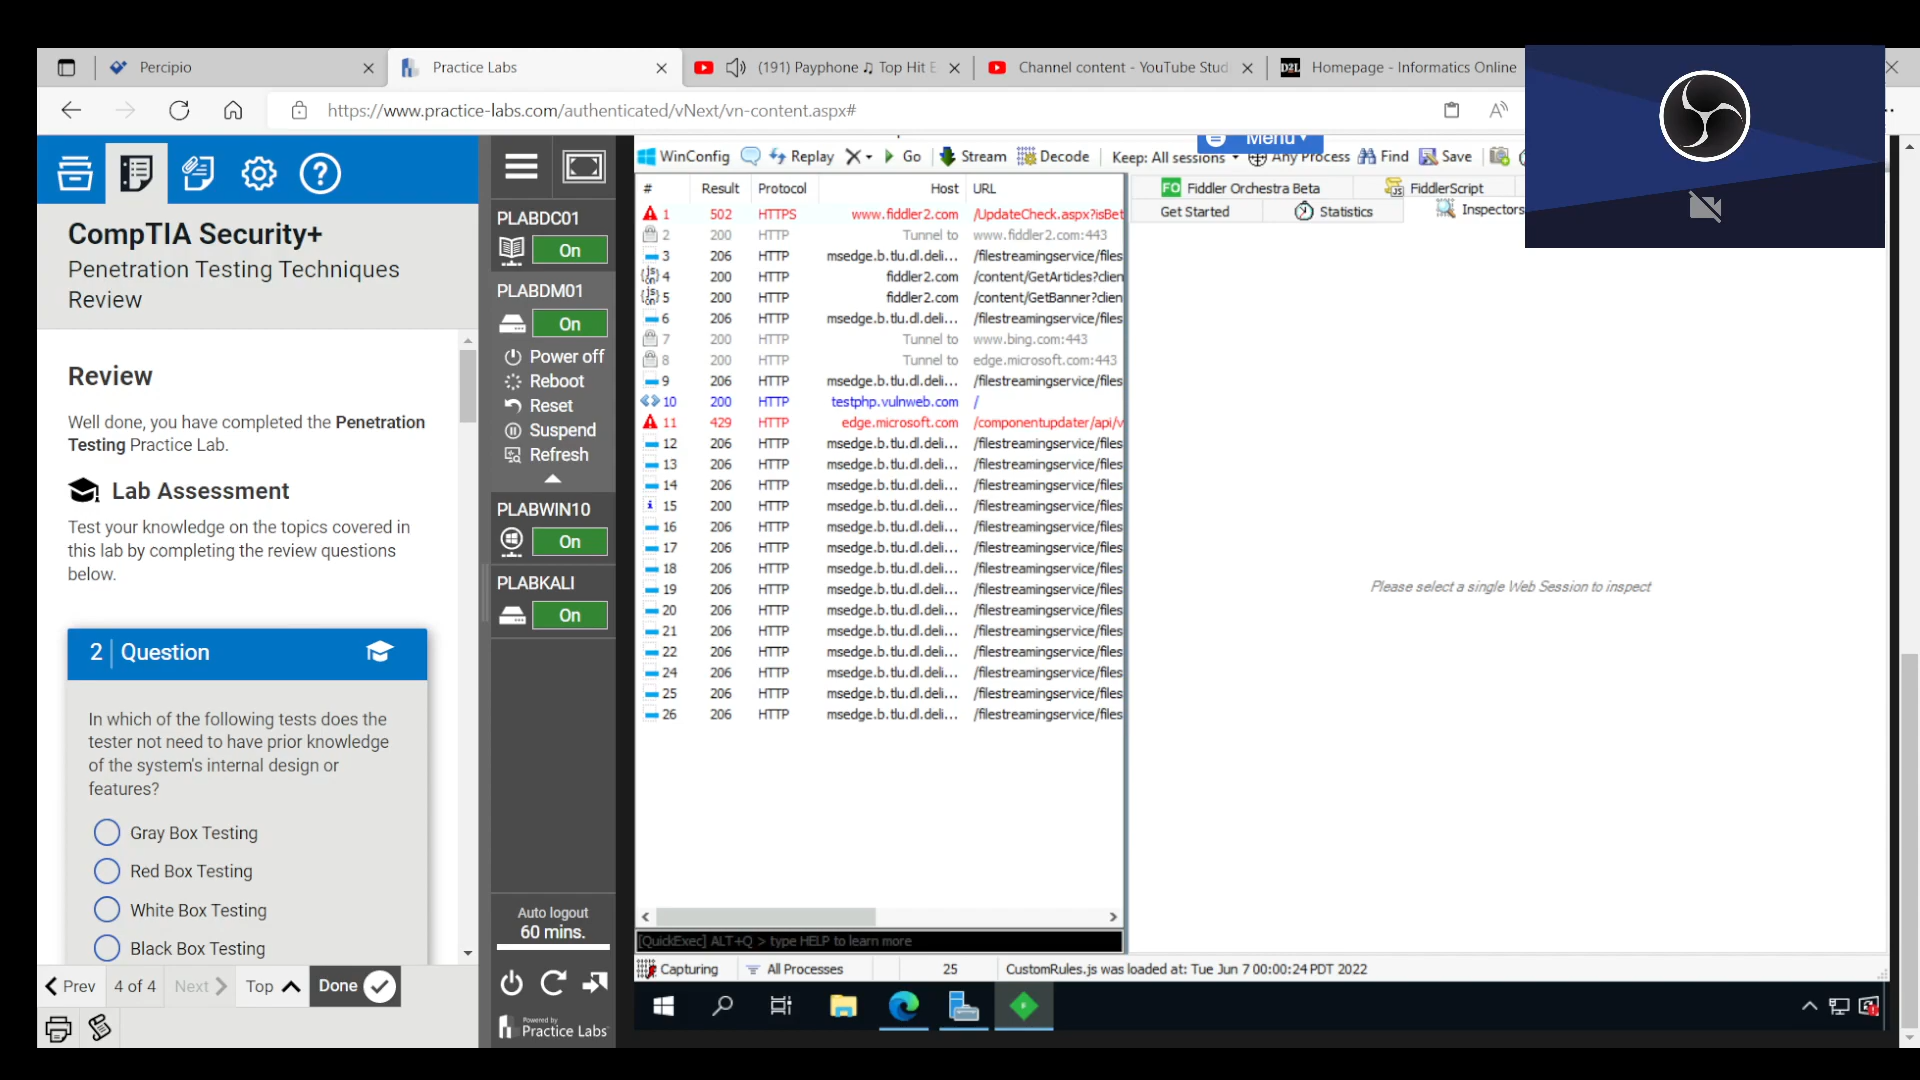 Percipio
Practice Labs
(191) Payphone ♫ Top Hit E
Channel content - YouTube Stud
D2L
Homepage - Informatics Online
https://www.practice-labs.com/authenticated/vNext/vn-content.aspx#
CompTIA Security+
Penetration Testing Techniques
Review
Review
Well done, you have completed the Penetration
Testing Practice Lab.
Lab Assessment
Test your knowledge on the topics covered in
this lab by completing the review questions
below.
2 Question
In which of the following tests does the
tester not need to have prior knowledge
of the system's internal design or
features?
Gray Box Testing
Red Box Testing
White Box Testing
Black Box Testing
Prev 4 of 4 Next Top Done
PLABDC01
On
PLABDM01
On
Power off
Reboot
Reset
Suspend
Refresh
PLABWIN10
On
PLABKALI
On
Auto logout
60 mins.
Powered by
Practice Labs
Menu
WinConfig Replay Go Stream Decode Keep: All sessions Any Process Find Save
# Result Protocol Host URL
1 502 HTTPS www.fiddler2.com /UpdateCheck.aspx?isBet
2 200 HTTP Tunnel to www.fiddler2.com:443
3 206 HTTP msedge.b.tlu.dl.deli... /filestreamingservice/files
4 200 HTTP fiddler2.com /content/GetArticles?clien
5 200 HTTP fiddler2.com /content/GetBanner?clien
6 206 HTTP msedge.b.tlu.dl.deli... /filestreamingservice/files
7 200 HTTP Tunnel to www.bing.com:443
8 200 HTTP Tunnel to edge.microsoft.com:443
9 206 HTTP msedge.b.tlu.dl.deli... /filestreamingservice/files
10 200 HTTP testphp.vulnweb.com /
11 429 HTTP edge.microsoft.com /componentupdater/api/v
12 206 HTTP msedge.b.tlu.dl.deli... /filestreamingservice/files
13 206 HTTP msedge.b.tlu.dl.deli... /filestreamingservice/files
14 206 HTTP msedge.b.tlu.dl.deli... /filestreamingservice/files
15 200 HTTP msedge.b.tlu.dl.deli... /filestreamingservice/files
16 206 HTTP msedge.b.tlu.dl.deli... /filestreamingservice/files
17 206 HTTP msedge.b.tlu.dl.deli... /filestreamingservice/files
18 206 HTTP msedge.b.tlu.dl.deli... /filestreamingservice/files
19 206 HTTP msedge.b.tlu.dl.deli... /filestreamingservice/files
20 206 HTTP msedge.b.tlu.dl.deli... /filestreamingservice/files
21 206 HTTP msedge.b.tlu.dl.deli... /filestreamingservice/files
22 206 HTTP msedge.b.tlu.dl.deli... /filestreamingservice/files
24 206 HTTP msedge.b.tlu.dl.deli... /filestreamingservice/files
25 206 HTTP msedge.b.tlu.dl.deli... /filestreamingservice/files
26 206 HTTP msedge.b.tlu.dl.deli... /filestreamingservice/files
FO Fiddler Orchestra Beta FiddlerScript
Get Started Statistics Inspectors
Please select a single Web Session to inspect
[QuickExec] ALT+Q > type HELP to learn more
Capturing All Processes 25 CustomRules.js was loaded at: Tue Jun 7 00:00:24 PDT 2022